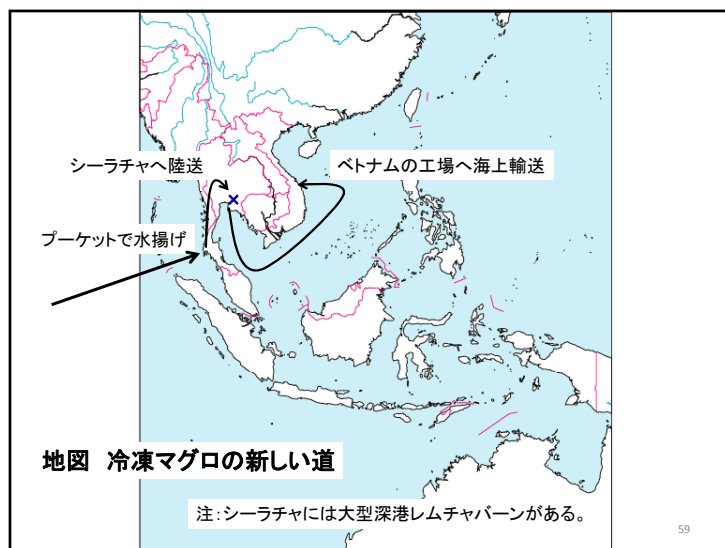 シーラチャへ陸送
ベトナムの工場へ海上輸送
プーケットで水揚げ
地図 冷凍マグロの新しい道
注：シーラチャには大型深港レムチャバーンがある。
59